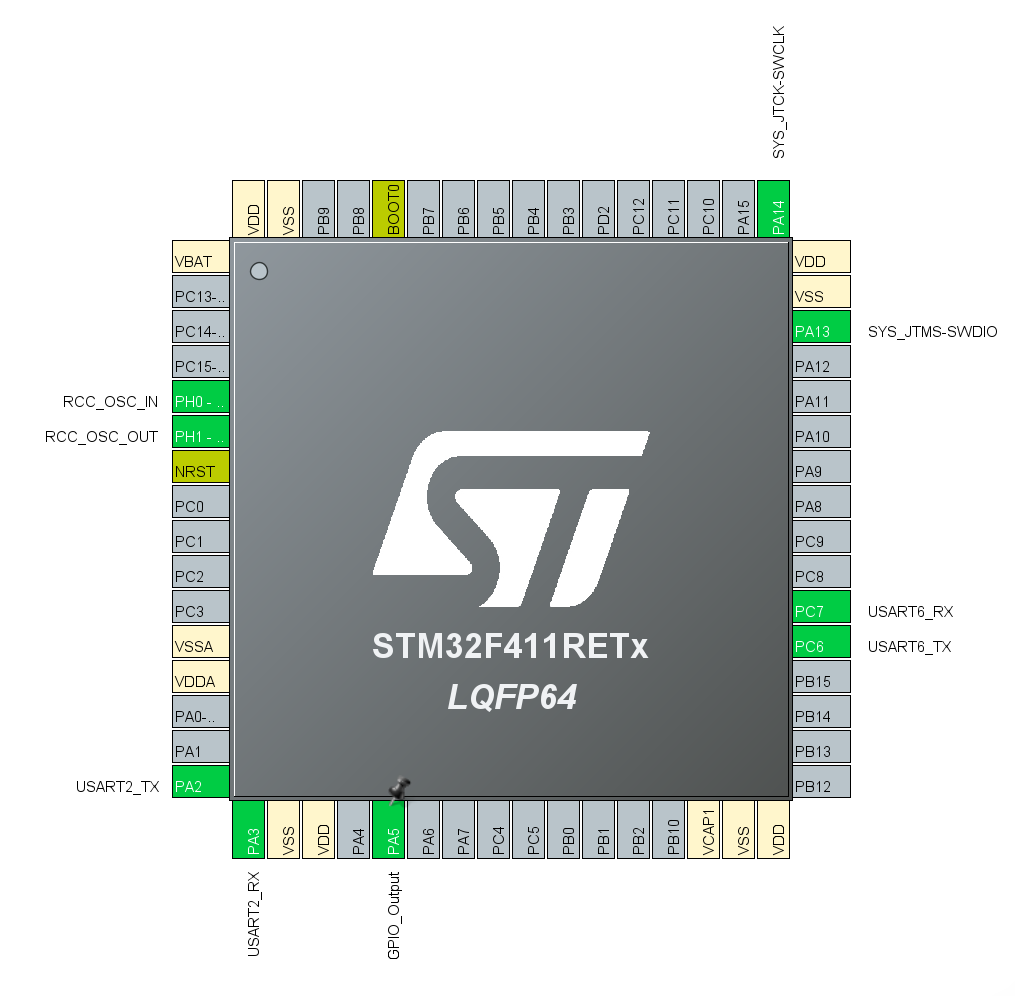 SYS_JTCK-SWCLK
VDD
VSS
PB9
PB8
BOOT0
PB7
PB6
PB5
PB4
PB3
PD2
PC12
PC11
PC10
PA15
PA14
VBAT
PC13-..
PC14-..
PC15-..
RCC_OSC_IN PH0 - ..
RCC_OSC_OUT PH1 - ..
NRST
PC0
PC1
PC2
PC3
VSSA
VDDA
PA0-..
PA1
USART2_TX PA2
VDD
VSS
PA13 SYS_JTMS-SWDIO
PA12
PA11
PA10
PA9
PA8
PC9
PC8
PC7 USART6_RX
PC6 USART6_TX
PB15
PB14
PB13
PB12
ST
STM32F411RETx
LQFP64
PA3
VSS
VDD
PA4
PA5
PA6
PA7
PC4
PC5
PB0
PB1
PB2
PB10
VCAP1
VSS
VDD
USART2_RX
GPIO_Output